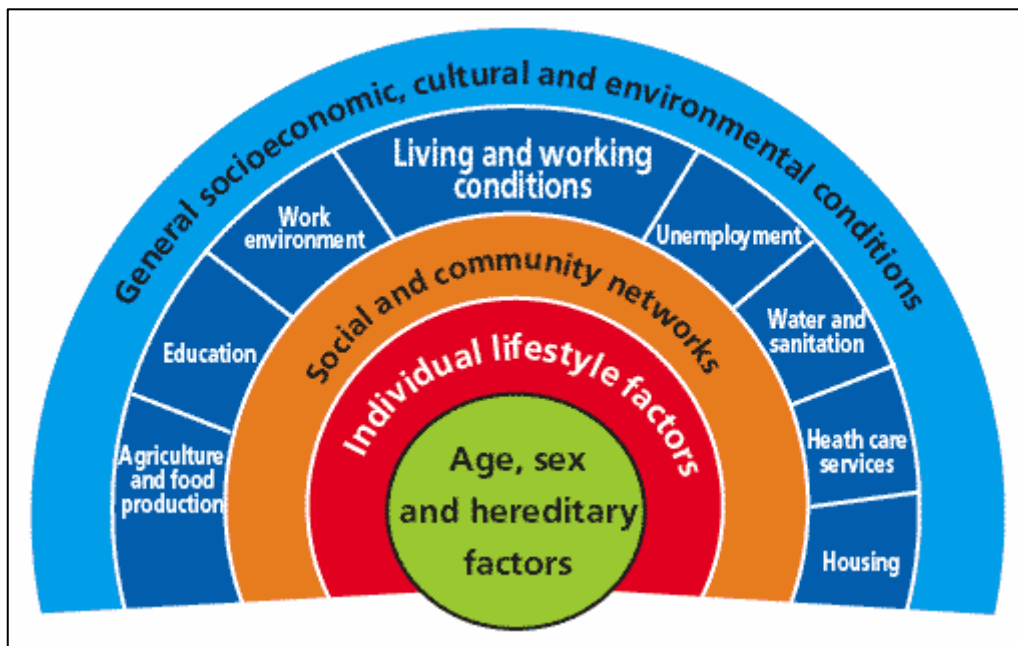 General socioeconomic, cultural and environmental conditions
Living and working
conditions
Work
environment
Unemployment
Education
Water and
sanitation
Agriculture
and food
production
Heath care
services
Housing
Social and community networks
Individual lifestyle factors
Age, sex
and hereditary
factors